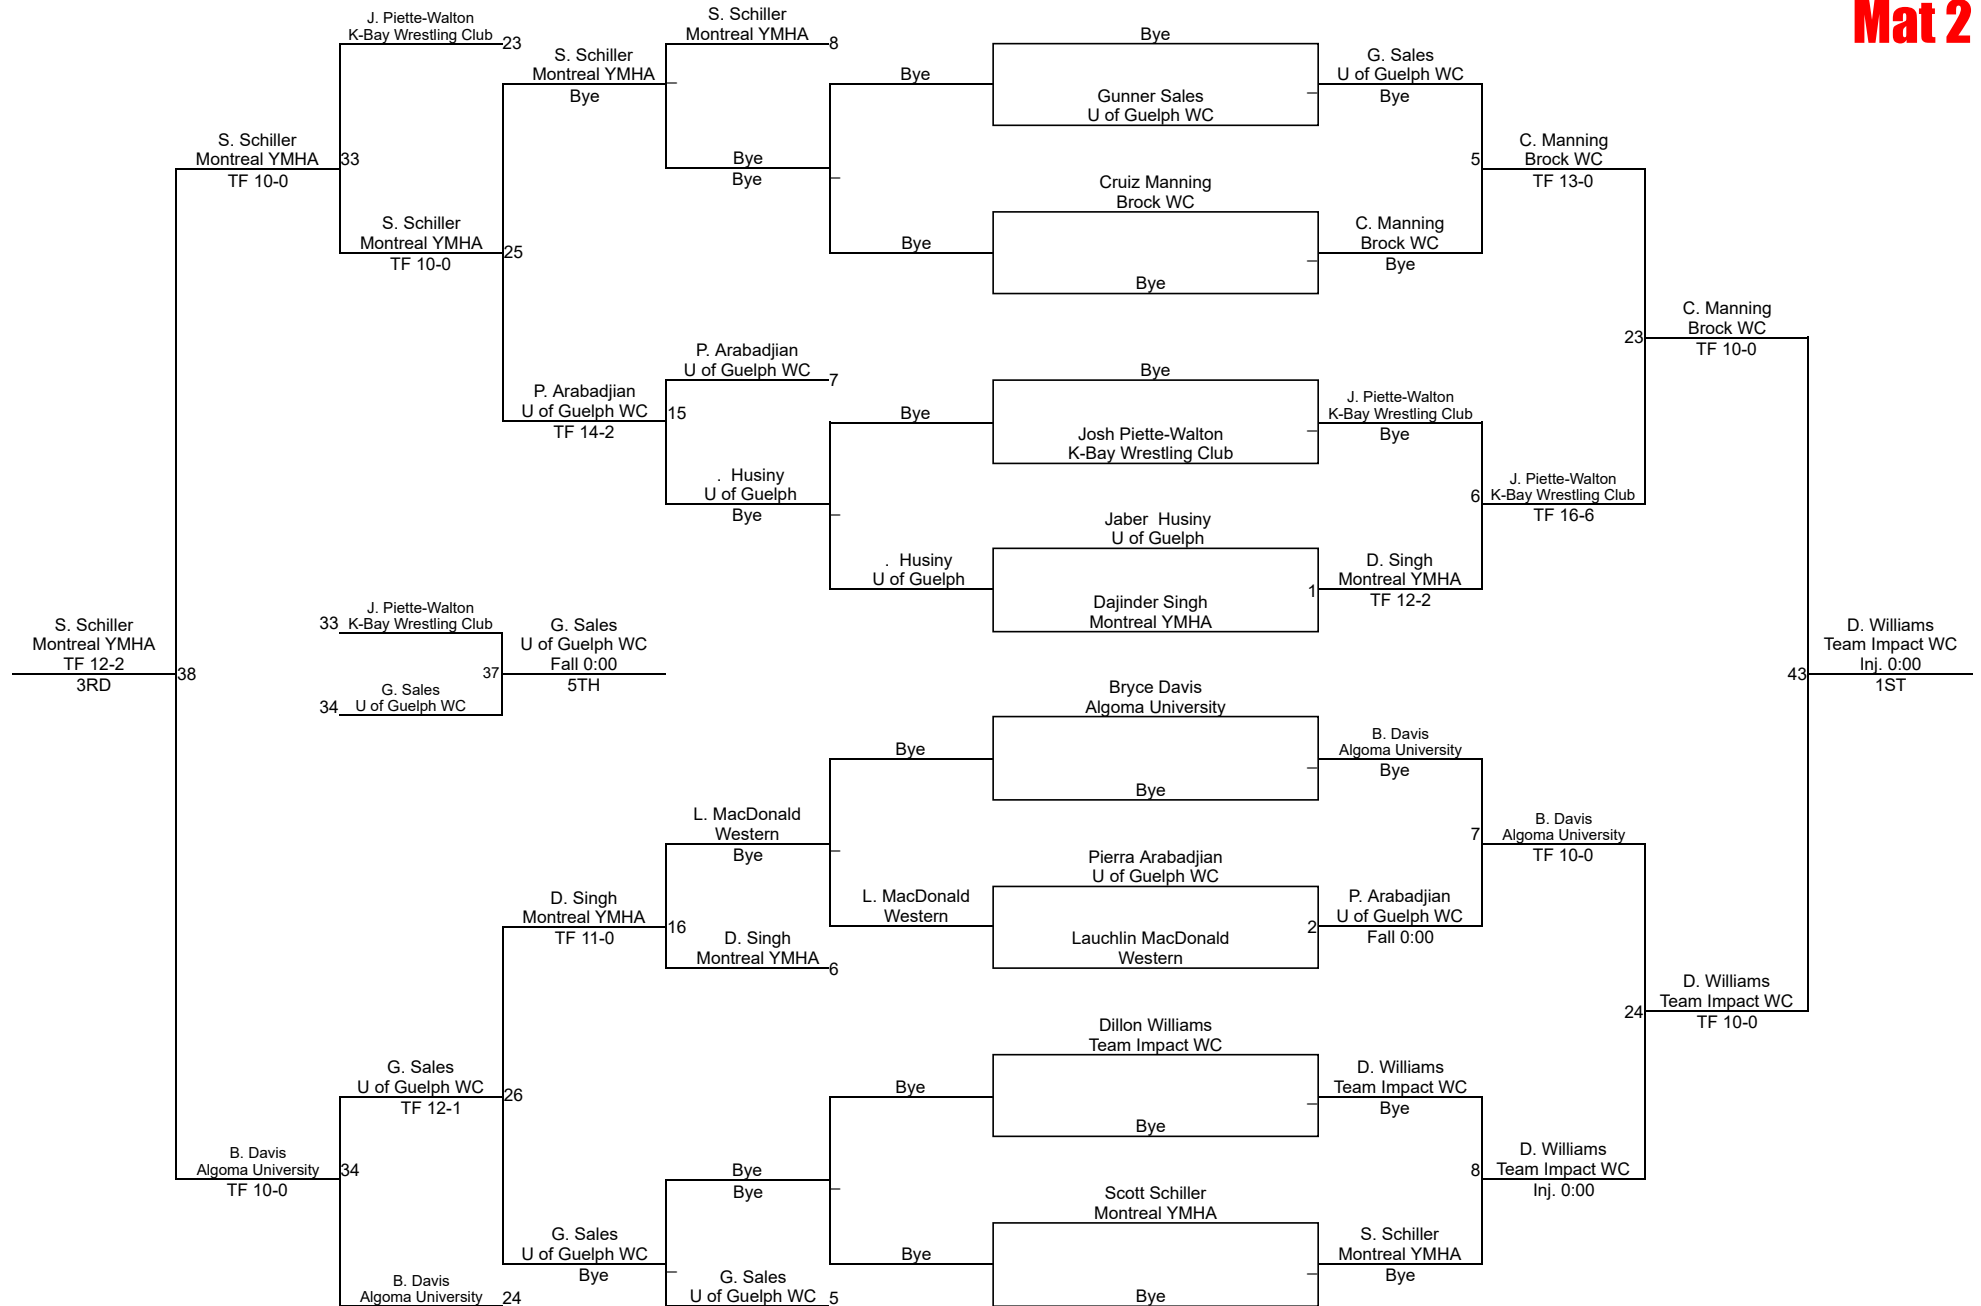 Mat 2
J. Piette-Walton
K-Bay Wrestling Club
23
S. Schiller
Montreal YMHA
TF 10-0
33
S. Schiller
Montreal YMHA
TF 10-0
25
S. Schiller
Montreal YMHA
Bye
S. Schiller
Montreal YMHA
8
Bye
Bye
P. Arabadjian
U of Guelph WC
TF 14-2
15
P. Arabadjian
U of Guelph WC
7
. Husiny
U of Guelph
Bye
Bye
Bye
Bye
. Husiny
U of Guelph
Bye
Gunner Sales
U of Guelph WC
Cruiz Manning
Brock WC
Bye
Bye
Josh Piette-Walton
K-Bay Wrestling Club
Jaber Husiny
U of Guelph
1
Dajinder Singh
Montreal YMHA
G. Sales
U of Guelph WC
Bye
5
C. Manning
Brock WC
Bye
C. Manning
Brock WC
TF 13-0
23
C. Manning
Brock WC
TF 10-0
J. Piette-Walton
K-Bay Wrestling Club
Bye
6
J. Piette-Walton
K-Bay Wrestling Club
TF 16-6
D. Singh
Montreal YMHA
TF 12-2
S. Schiller
Montreal YMHA
TF 12-2
3RD
38
33
J. Piette-Walton
K-Bay Wrestling Club
37
34
G. Sales
U of Guelph WC
G. Sales
U of Guelph WC
Fall 0:00
5TH
43
D. Williams
Team Impact WC
Inj. 0:00
1ST
Bryce Davis
Algoma University
Bye
Pierra Arabadjian
U of Guelph WC
2
Lauchlin MacDonald
Western
Dillon Williams
Team Impact WC
Bye
Scott Schiller
Montreal YMHA
Bye
Bye
L. MacDonald
Western
Bye
Bye
L. MacDonald
Western
Bye
16
D. Singh
Montreal YMHA
6
D. Singh
Montreal YMHA
TF 11-0
26
G. Sales
U of Guelph WC
TF 12-1
34
B. Davis
Algoma University
TF 10-0
Bye
Bye
G. Sales
U of Guelph WC
Bye
G. Sales
U of Guelph WC
5
B. Davis
Algoma University
24
B. Davis
Algoma University
Bye
7
B. Davis
Algoma University
TF 10-0
P. Arabadjian
U of Guelph WC
Fall 0:00
24
D. Williams
Team Impact WC
TF 10-0
D. Williams
Team Impact WC
Bye
8
D. Williams
Team Impact WC
Inj. 0:00
S. Schiller
Montreal YMHA
Bye